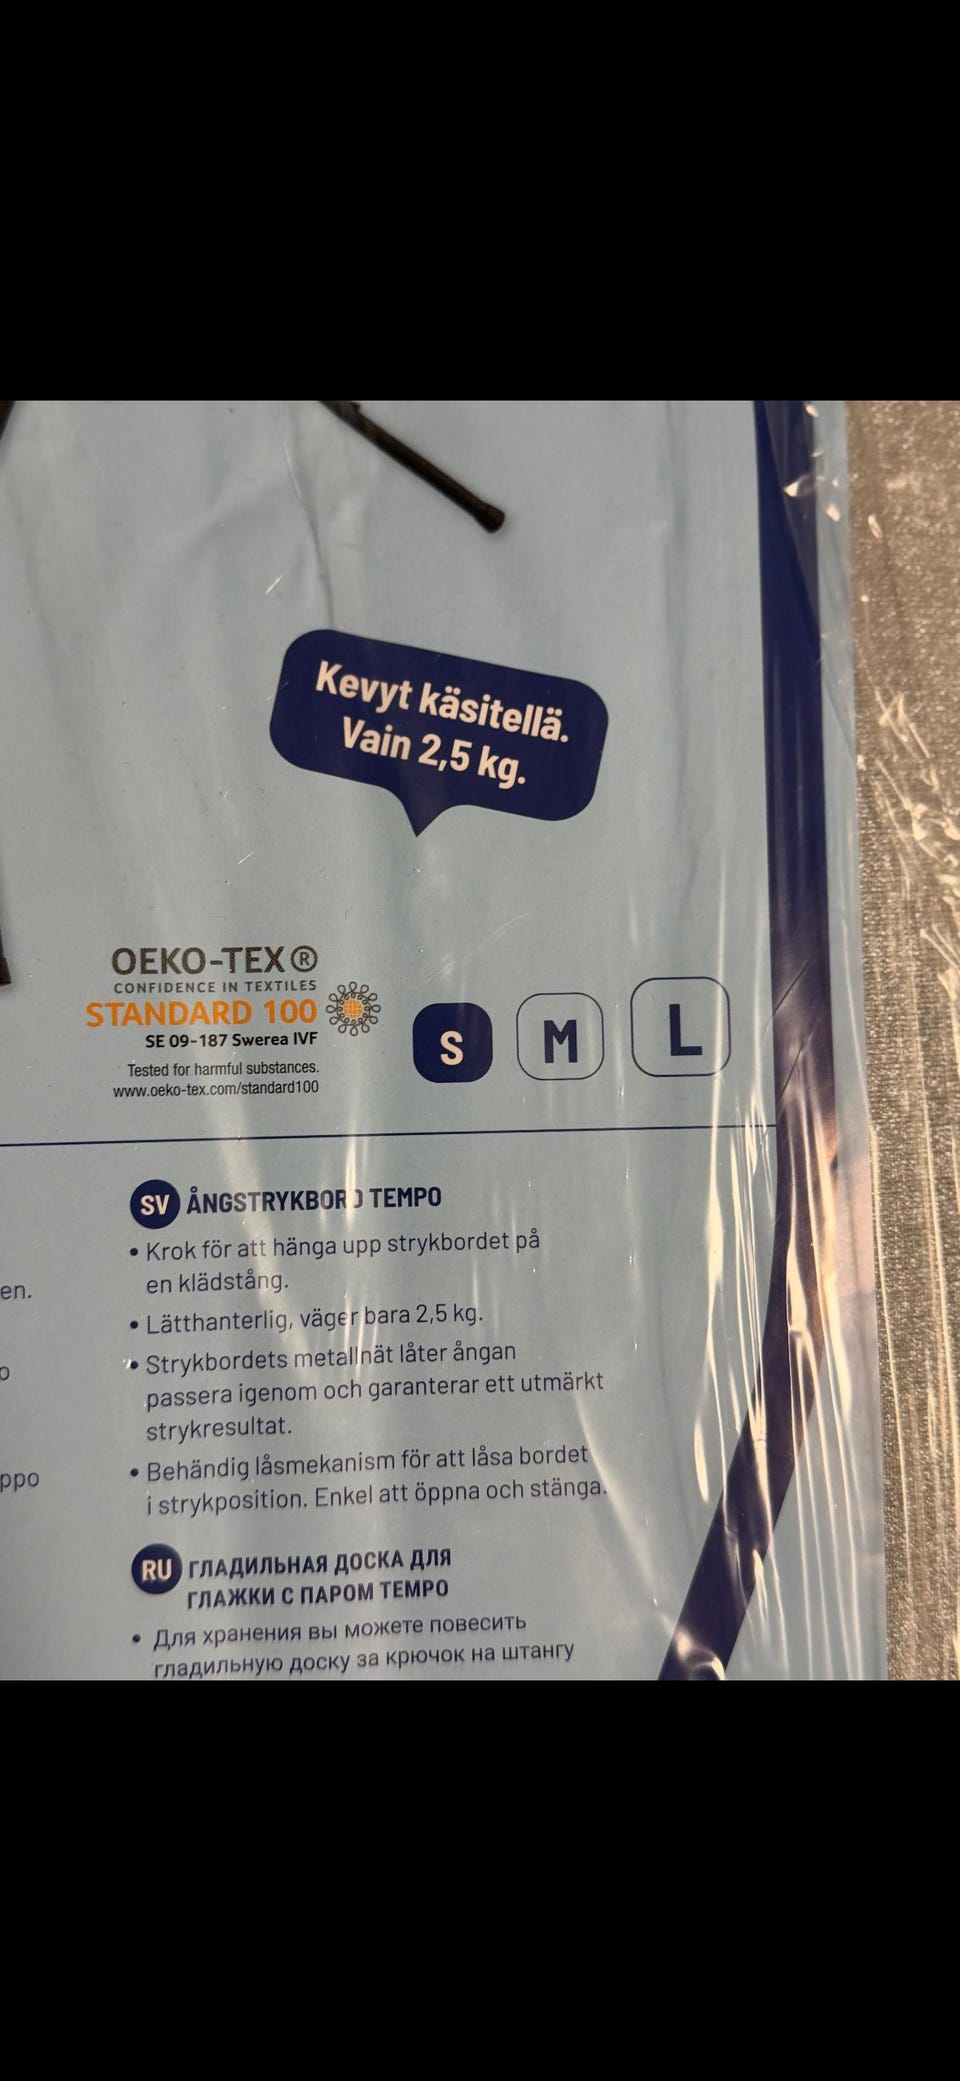 Kevyt käsitellä.
Vain 2,5 kg.
OEKO-TEX®
CONFIDENCE IN TEXTILES
STANDARD 100
SE 09-187 Swerea IVF
Tested for harmful substances.
www.oeko-tex.com/standard100
S M L
en.
o
ppo
SV ÅNGSTRYKBORD TEMPO
• Krok för att hänga upp strykbordet på
en klädstång.
• Lätthanterlig, väger bara 2,5 kg.
• Strykbordets metallnät låter ångan
passera igenom och garanterar ett utmärkt
strykresultat.
• Behändig låsmekanism för att låsa bordet
i strykposition. Enkel att öppna och stänga.
RU ГЛАДИЛЬНАЯ ДОСКА ДЛЯ
ГЛАЖКИ С ПАРОМ TEMPO
• Для хранения вы можете повесить
гладильную доску за крючок на штангу